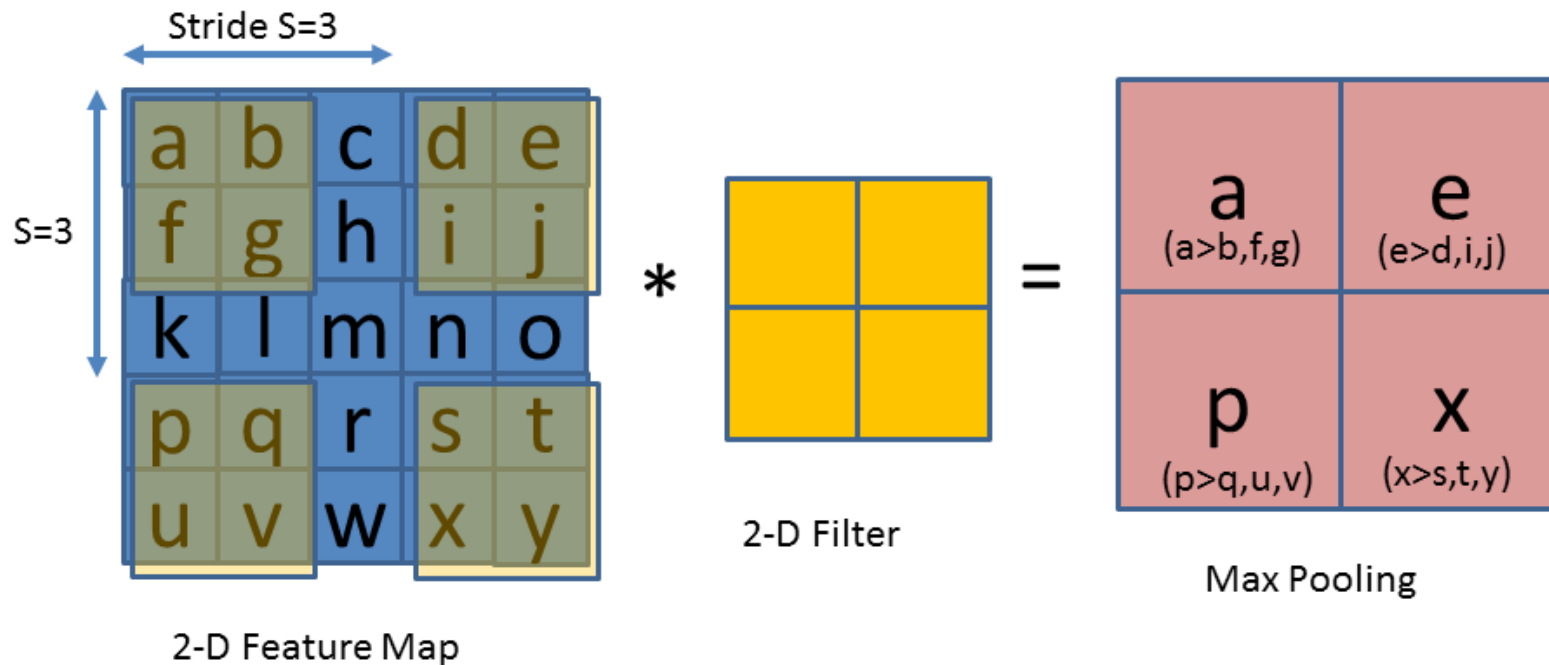 Stride S=3
S=3
a b c d e
f g h i j
k l m n o
p q r s t
u v w x y
2-D Feature Map
*
2-D Filter
=
a e
(a>b,f,g) (e>d,i,j)
p x
(p>q,u,v) (x>s,t,y)
Max Pooling